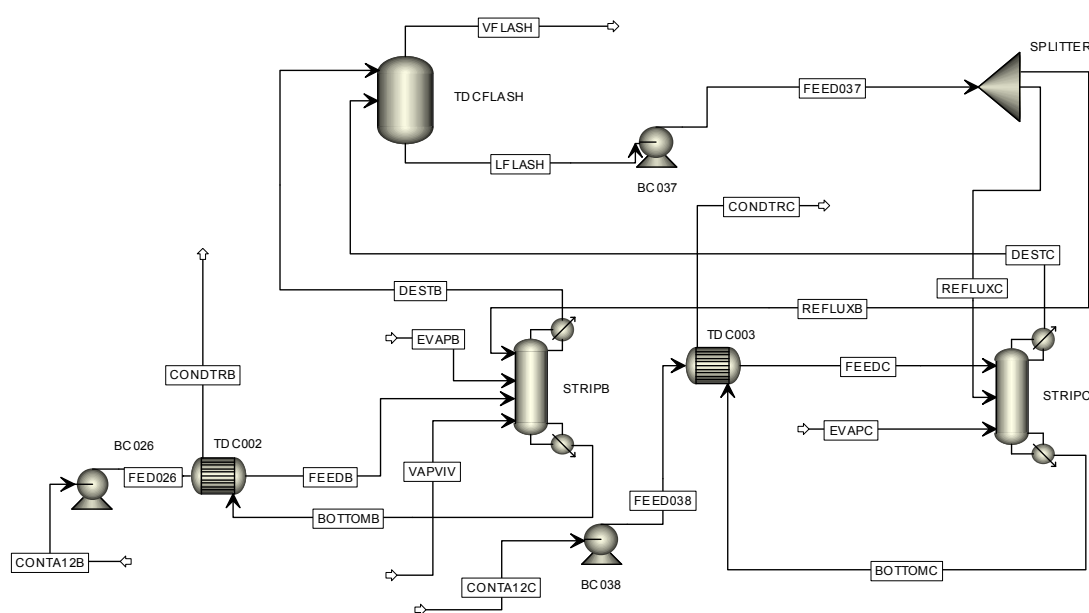 VFLASH
SPLITTER
TDCFLASH
FEED037
LFLASH
BC037
CONDTRC
DESTC
REFLUXC
DESTB
REFLUXB
EVAPB
TDC003
CONDTRB
FEEDC
STRIPB
STRIPC
EVAPC
BC026
TDC002
FED026
FEEDB
VAPVIV
FEED038
BOTTOMB
CONTA12B
BOTTOMC
CONTA12C
BC038